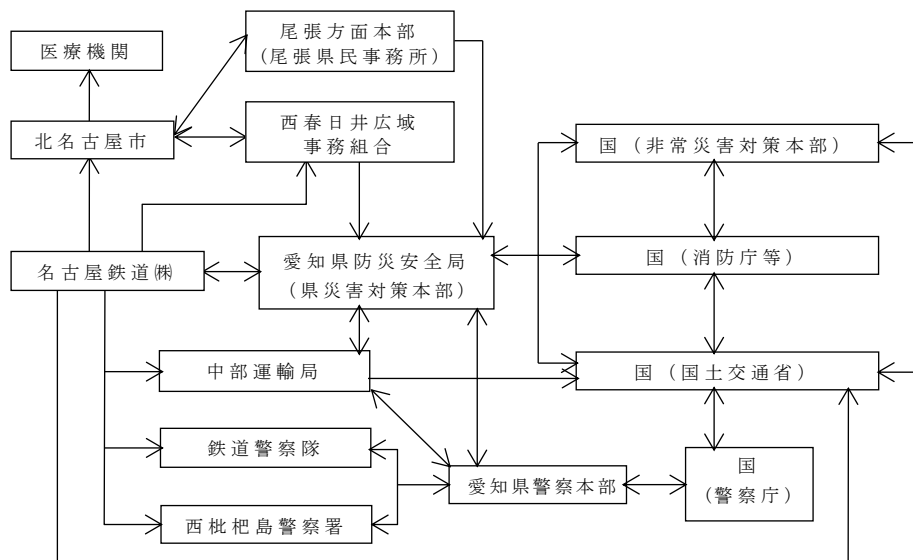 尾張方面本部
（尾張県民事務所）
医療機関
西春日井広域
事務組合
北名古屋市
国（非常災害対策本部）
名古屋鉄道㈱
愛知県防災安全局
（県災害対策本部）
国（消防庁等）
中部運輸局
国（国土交通省）
鉄道警察隊
愛知県警察本部
国
（警察庁）
西枇杷島警察署